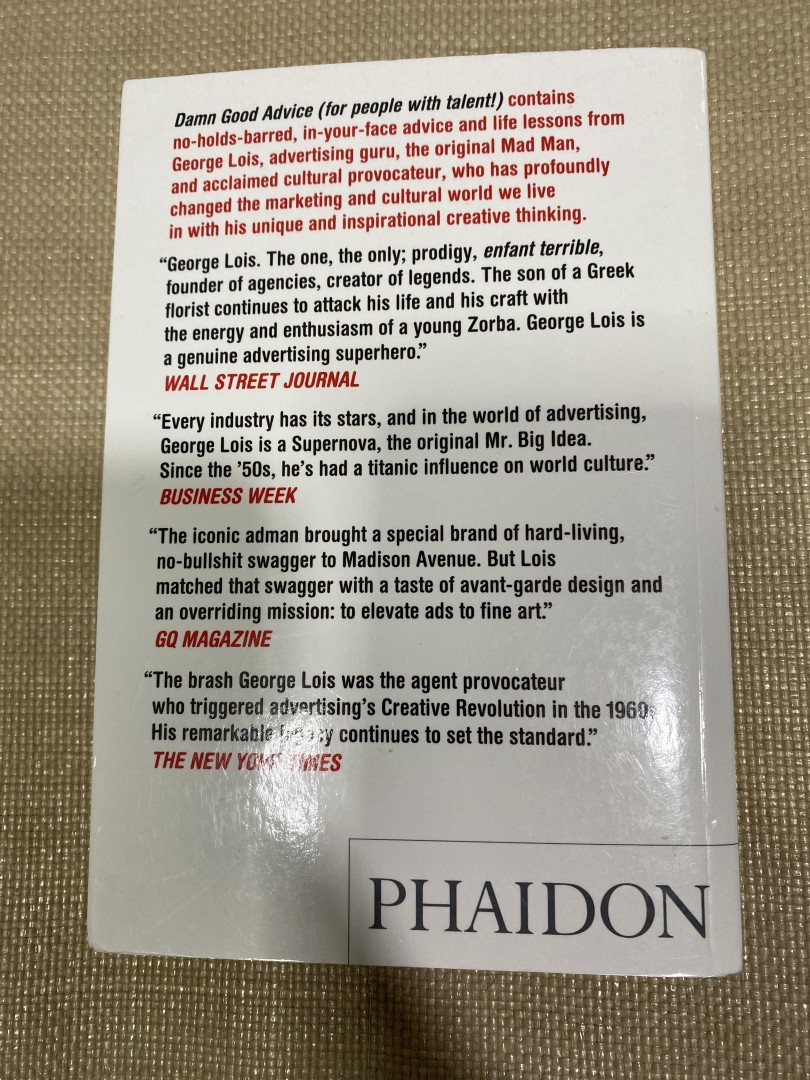 Damn Good Advice (for people with talent!) contains
no-holds-barred, in-your-face advice and life lessons from
George Lois, advertising guru, the original Mad Man,
and acclaimed cultural provocateur, who has profoundly
changed the marketing and cultural world we live
in with his unique and inspirational creative thinking.
“George Lois. The one, the only; prodigy, enfant terrible,
founder of agencies, creator of legends. The son of a Greek
florist continues to attack his life and his craft with
the energy and enthusiasm of a young Zorba. George Lois is
a genuine advertising superhero.”
WALL STREET JOURNAL
“Every industry has its stars, and in the world of advertising,
George Lois is a Supernova, the original Mr. Big Idea.
Since the ’50s, he’s had a titanic influence on world culture.”
BUSINESS WEEK
“The iconic adman brought a special brand of hard-living,
no-bullshit swagger to Madison Avenue. But Lois
matched that swagger with a taste of avant-garde design and
an overriding mission: to elevate ads to fine art.”
GQ MAGAZINE
“The brash George Lois was the agent provocateur
who triggered advertising’s Creative Revolution in the 1960s.
His remarkable legacy continues to set the standard.”
THE NEW YORK TIMES
PHAIDON